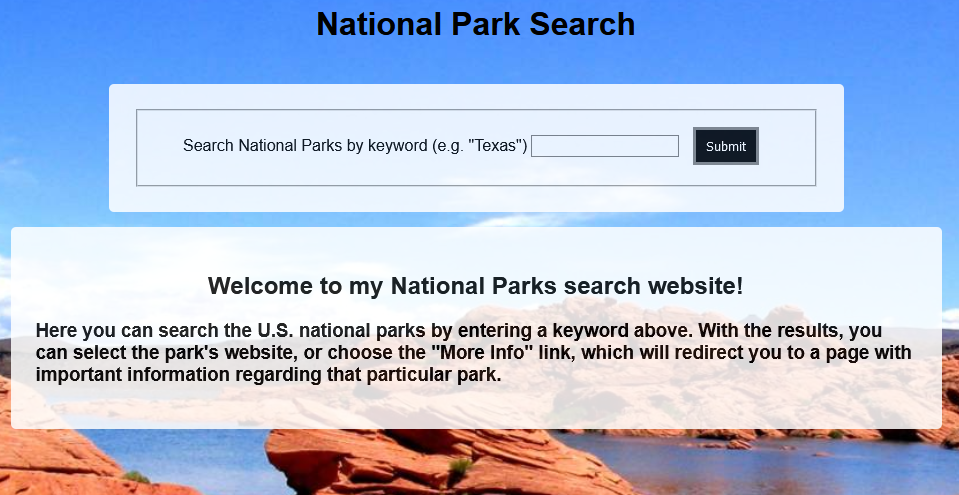 National Park Search
Search National Parks by keyword (e.g. "Texas") Submit
Welcome to my National Parks search website!
Here you can search the U.S. national parks by entering a keyword above. With the results, you
can select the park's website, or choose the "More Info" link, which will redirect you to a page with
important information regarding that particular park.